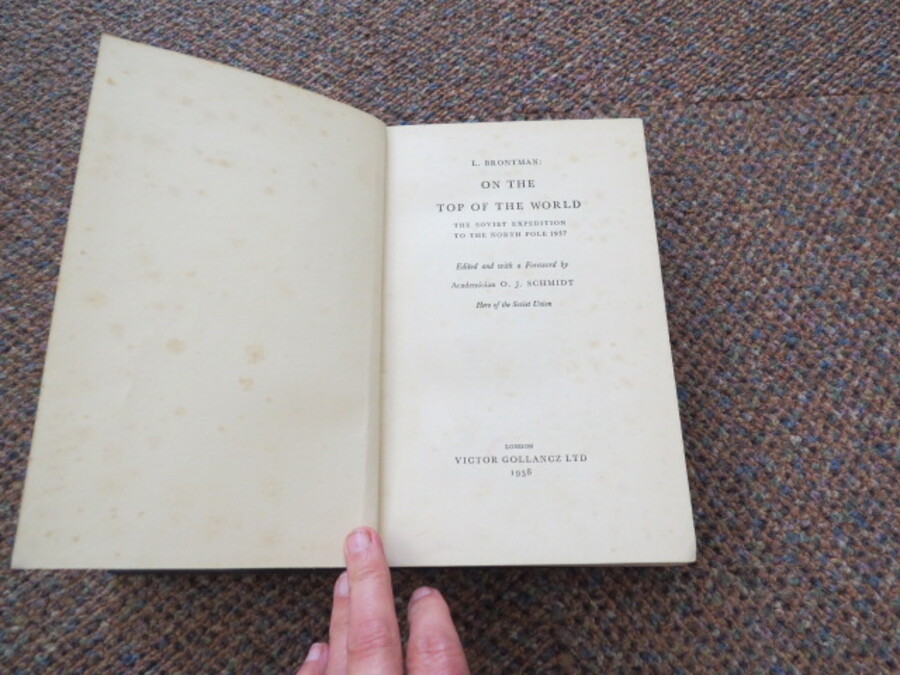 L. BRONTMAN:
ON THE
TOP OF THE WORLD
THE SOVIET EXPEDITION
TO THE NORTH POLE 1937
Edited and with a Foreword by
Academician O. J. SCHMIDT
Hero of the Soviet Union
LONDON
VICTOR GOLLANCZ LTD
1938